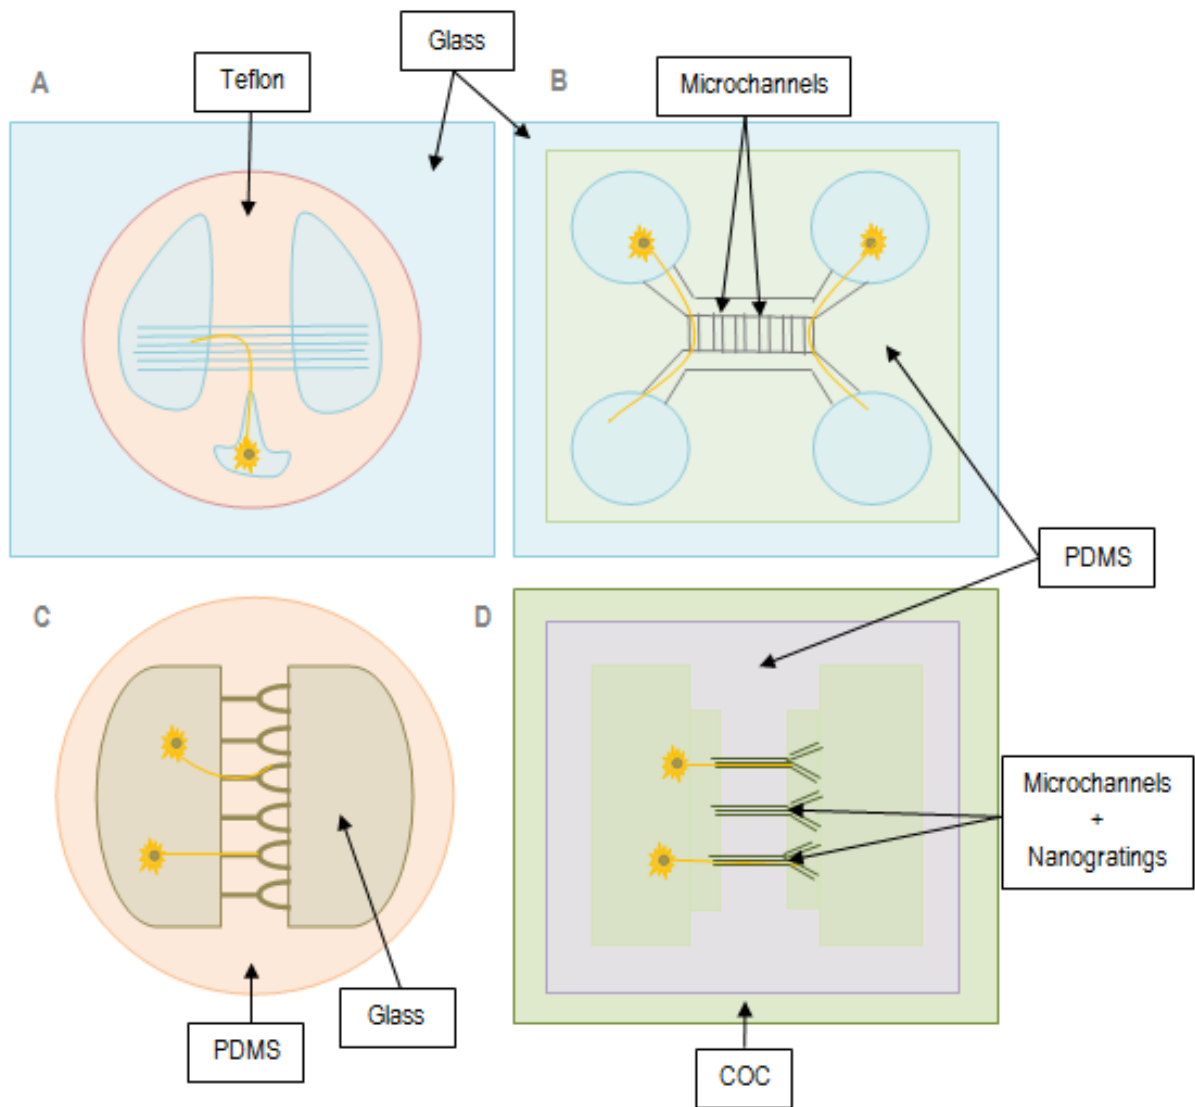 Glass
A
Teflon
B
Microchannels
PDMS
C
D
Microchannels
+
Nanogratings
Glass
PDMS
COC